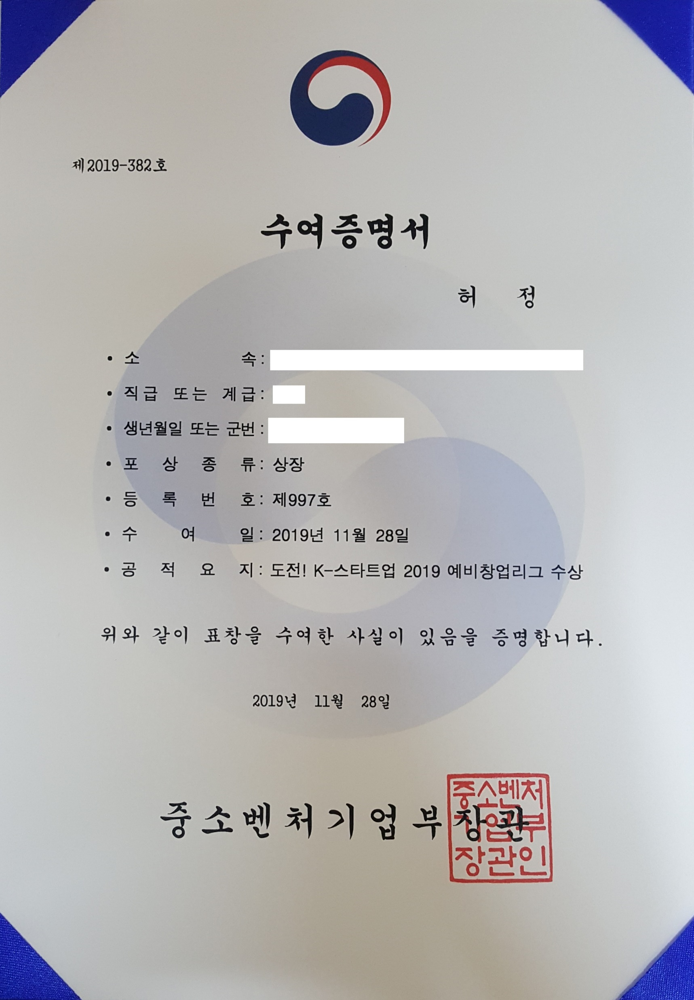 제2019-382호
수여증명서
허 정
• 소 속 :
• 직급 또는 계급 :
• 생년월일 또는 군번 :
• 포 상 종 류 : 상장
• 등 록 번 호 : 제997호
• 수 여 일 : 2019년 11월 28일
• 공 적 요 지 : 도전! K-스타트업 2019 예비창업리그 수상
위와 같이 표창을 수여한 사실이 있음을 증명합니다.
2019년 11월 28일
중소벤처기업부장관
중소벤처
기업부
장관인